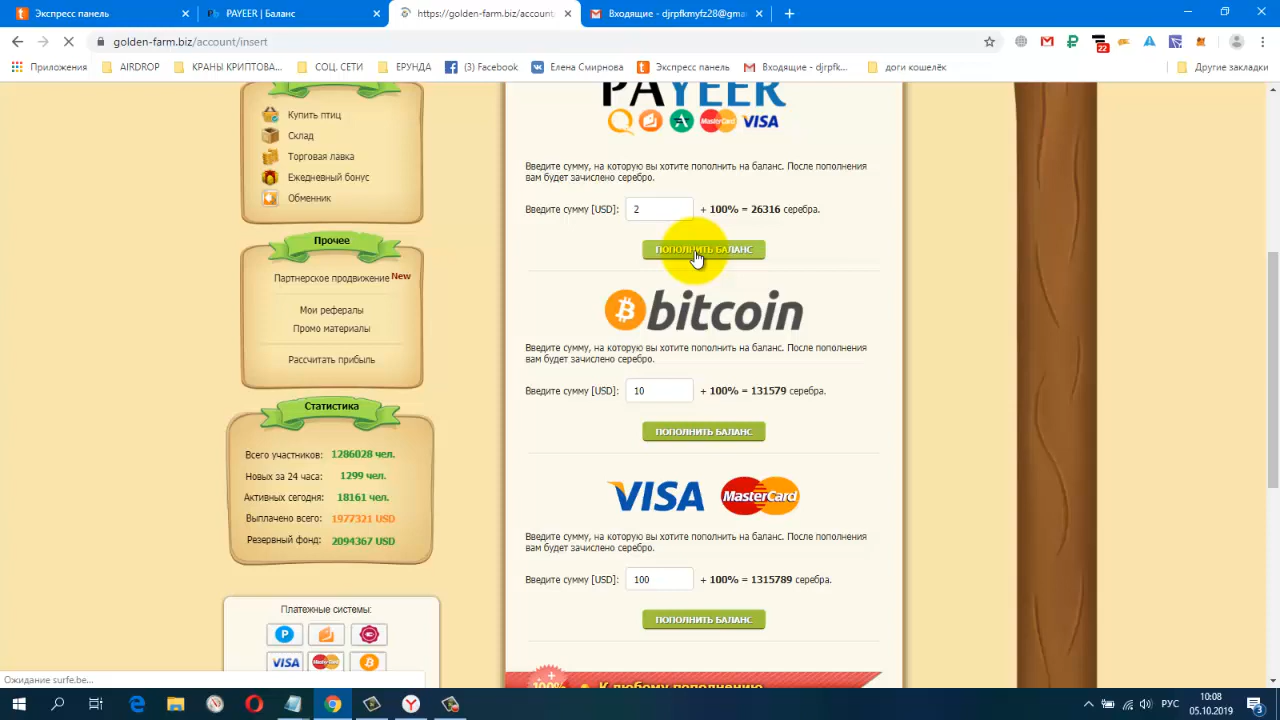 Экспресс панель
PAYEER | Баланс
https://golden-farm.biz/account
Входящие - djrpfkmyfz28@gma
golden-farm.biz/account/insert
22
Приложения
AIRDROP
КРАНЫ КРИПТОВА...
СОЦ. СЕТИ
ЕРУНДА
(3) Facebook
Елена Смирнова
Экспресс панель
Входящие - djrpfk...
доги кошелёк
Другие закладки
Купить птиц
Склад
Торговая лавка
Ежедневный бонус
Обменник
Прочее
Партнерское продвижение New
Мои рефералы
Промо материалы
Рассчитать прибыль
Статистика
Всего участников: 1286028 чел.
Новых за 24 часа: 1299 чел.
Активных сегодня: 18161 чел.
Выплачено всего: 1977321 USD
Резервный фонд: 2094367 USD
Платежные системы:
VISA MasterCard
PAYEER
MasterCard VISA
Введите сумму, на которую вы хотите пополнить на баланс. После пополнения
вам будет зачислено серебро.
Введите сумму [USD]: 2 + 100% = 26316 серебра.
ПОПОЛНИТЬ БАЛАНС
bitcoin
Введите сумму, на которую вы хотите пополнить на баланс. После пополнения
вам будет зачислено серебро.
Введите сумму [USD]: 10 + 100% = 131579 серебра.
ПОПОЛНИТЬ БАЛАНС
VISA MasterCard
Введите сумму, на которую вы хотите пополнить на баланс. После пополнения
вам будет зачислено серебро.
Введите сумму [USD]: 100 + 100% = 1315789 серебра.
ПОПОЛНИТЬ БАЛАНС
+
100% К любому пополнению
Ожидание surfe.be...
РУС
10:08
05.10.2019
3